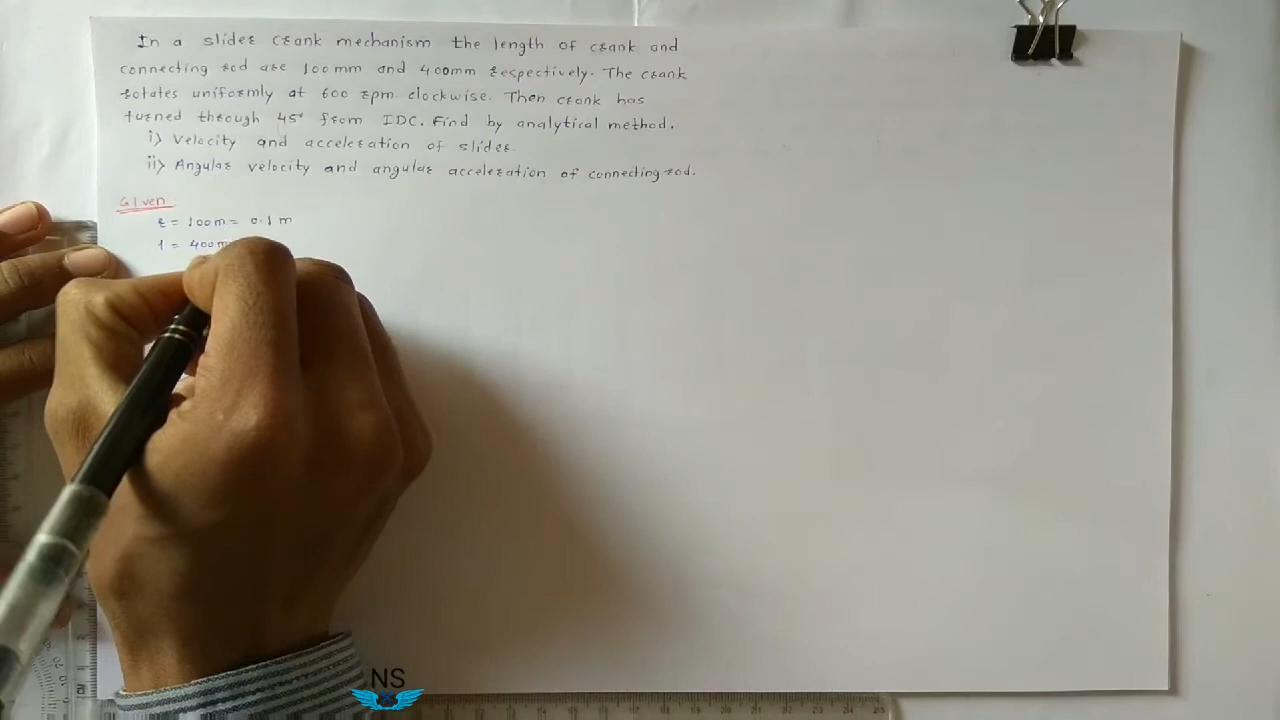 In a slider crank mechanism the length of crank and
connecting rod are 100mm and 400mm respectively. The crank
rotates uniformly at 600 rpm clockwise. Then crank has
turned through 45° from IDC. Find by analytical method.
i) Velocity and acceleration of slider
ii) Angular velocity and angular acceleration of connecting rod.
Given
r = 100m = 0.1 m
l = 400m
NS